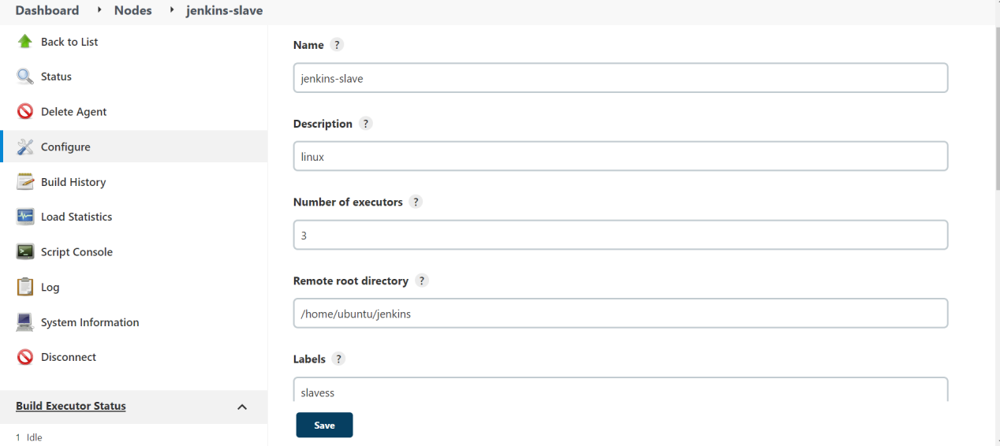 Dashboard ▸ Nodes ▸ jenkins-slave
Back to List
Status
Delete Agent
Configure
Build History
Load Statistics
Script Console
Log
System Information
Disconnect
Build Executor Status
1 Idle
Name ?
jenkins-slave
Description ?
linux
Number of executors ?
3
Remote root directory ?
/home/ubuntu/jenkins
Labels ?
slavess
Save